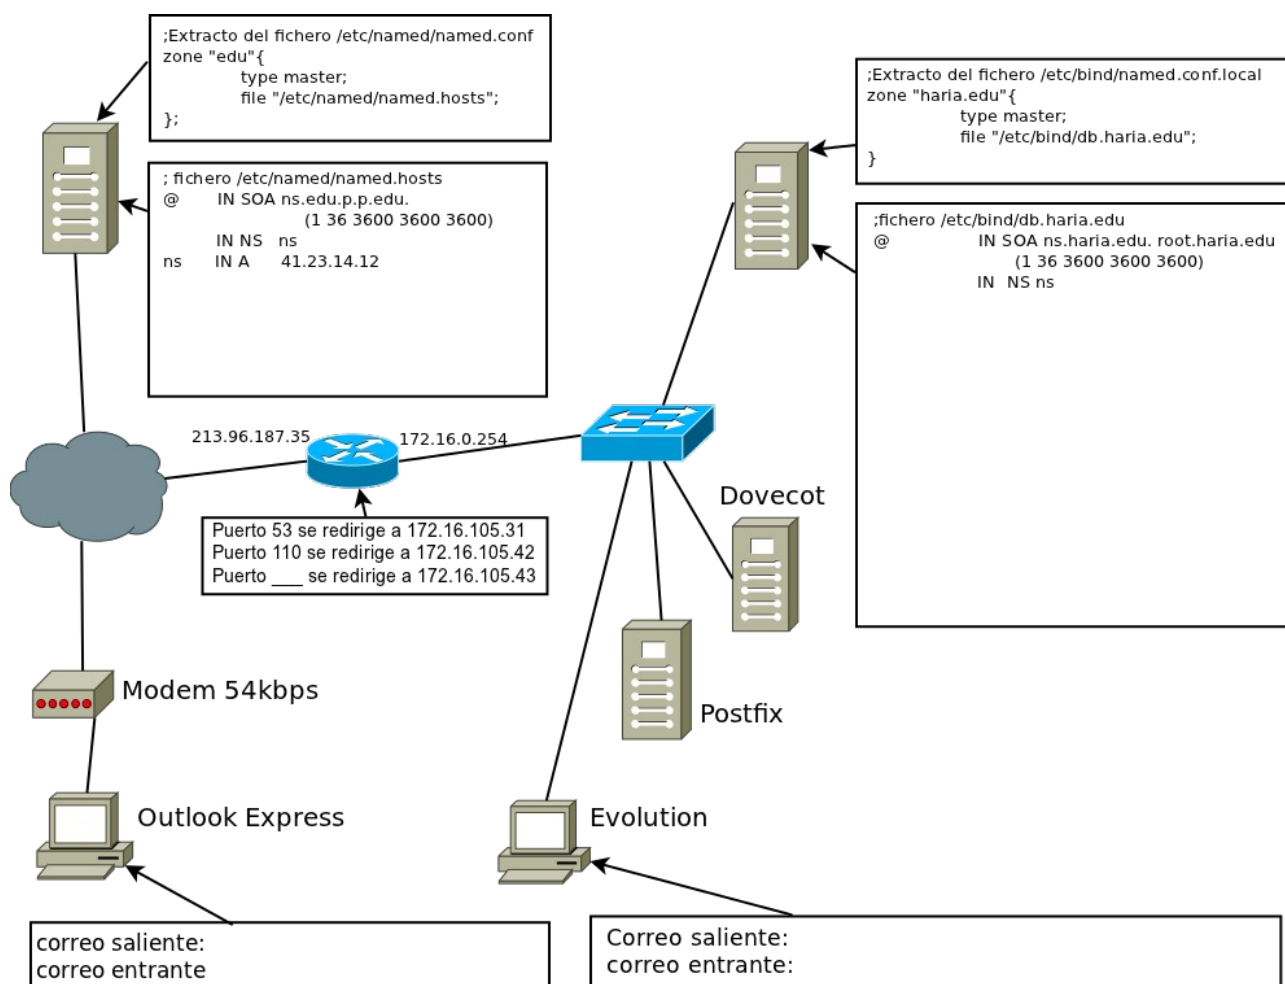 ;Extracto del fichero /etc/named/named.conf
zone "edu"{
type master;
file "/etc/named/named.hosts";
};
; fichero /etc/named/named.hosts
@ IN SOA ns.edu.p.p.edu.
(1 36 3600 3600 3600)
IN NS ns
ns IN A 41.23.14.12
;Extracto del fichero /etc/bind/named.conf.local
zone "haria.edu"{
type master;
file "/etc/bind/db.haria.edu";
}
;fichero /etc/bind/db.haria.edu
@ IN SOA ns.haria.edu. root.haria.edu
(1 36 3600 3600 3600)
IN NS ns
213.96.187.35
172.16.0.254
Puerto 53 se redirige a 172.16.105.31
Puerto 110 se redirige a 172.16.105.42
Puerto ___ se redirige a 172.16.105.43
Dovecot
Postfix
Modem 54kbps
Outlook Express
Evolution
correo saliente:
correo entrante
Correo saliente:
correo entrante: